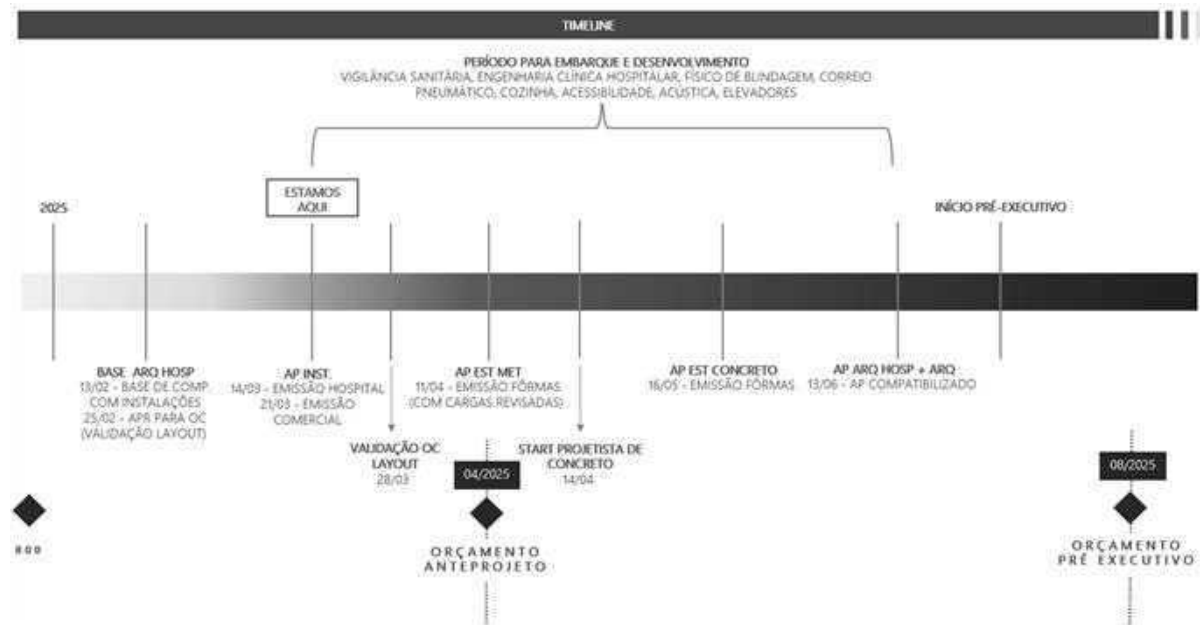 TIMELINE
PERÍODO PARA EMBARQUE E DESENVOLVIMENTO
VIGILÂNCIA SANITÁRIA, ENGENHARIA CLÍNICA HOSPITALAR, FÍSICO DE BLINDAGEM, CORREIO
PNEUMÁTICO, COZINHA, ACESSIBILIDADE, ACÚSTICA, ELEVADORES
ESTAMOS
AQUI
2025
INÍCIO PRÉ-EXECUTIVO
BASE ARQ HOSP
13/02 - BASE DE COMP.
COM INSTALAÇÕES
25/02 - APR PARA OC
(VALIDAÇÃO LAYOUT)
AP INST.
14/03 - EMISSÃO HOSPITAL
21/03 - EMISSÃO
COMERCIAL
VALIDAÇÃO OC
LAYOUT
28/03
AP EST MET
11/04 - EMISSÃO FÔRMAS
(COM CARGAS REVISADAS)
START PROJETISTA DE
CONCRETO
14/04
AP EST CONCRETO
16/05 - EMISSÃO FÔRMAS
AP ARQ HOSP + ARQ
13/06 - AP COMPATIBILIZADO
04/2025
ORÇAMENTO
ANTEPROJETO
08/2025
ORÇAMENTO
PRÉ EXECUTIVO